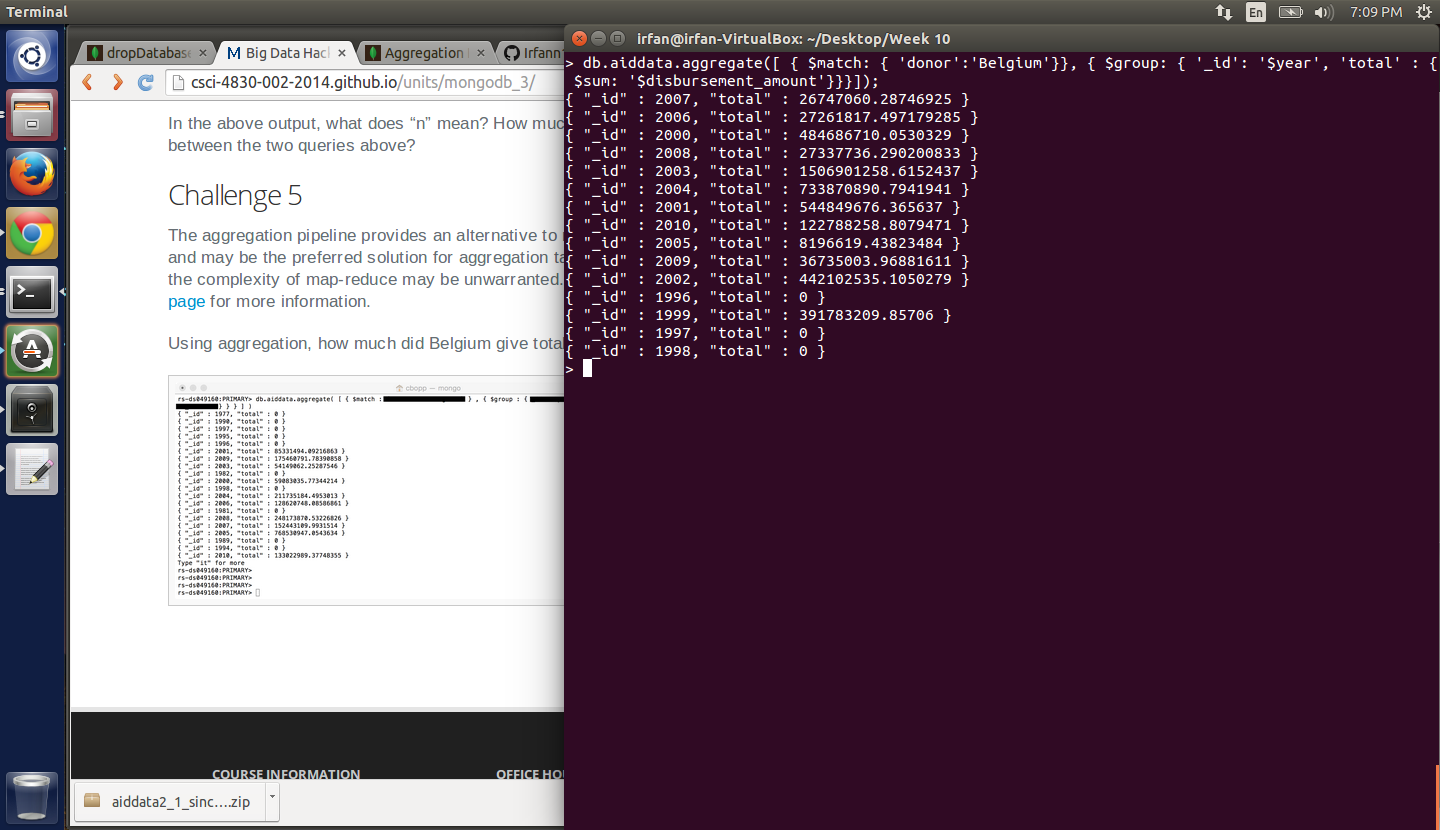 Terminal
En
7:09 PM
dropDatabase
Big Data Hac
Aggregation
Irfann
csci-4830-002-2014.github.io/units/mongodb_3/
In the above output, what does “n” mean? How muc
between the two queries above?
Challenge 5
The aggregation pipeline provides an alternative to
and may be the preferred solution for aggregation ta
the complexity of map-reduce may be unwarranted.
page for more information.
Using aggregation, how much did Belgium give total
cbopp — mongo
rs-ds049160:PRIMARY> db.aiddata.aggregate( [ { $match : } , { $group : {
} } } ] )
{ "_id" : 1977, "total" : 0 }
{ "_id" : 1990, "total" : 0 }
{ "_id" : 1997, "total" : 0 }
{ "_id" : 1995, "total" : 0 }
{ "_id" : 1996, "total" : 0 }
{ "_id" : 2001, "total" : 85331494.09216863 }
{ "_id" : 2009, "total" : 175460791.78390858 }
{ "_id" : 2003, "total" : 54149062.25287546 }
{ "_id" : 1982, "total" : 0 }
{ "_id" : 2000, "total" : 59083035.77344214 }
{ "_id" : 1998, "total" : 0 }
{ "_id" : 2004, "total" : 211735184.4953013 }
{ "_id" : 2006, "total" : 128620748.08586861 }
{ "_id" : 1981, "total" : 0 }
{ "_id" : 2008, "total" : 248173870.53226826 }
{ "_id" : 2007, "total" : 152443109.9931514 }
{ "_id" : 2005, "total" : 768530947.0543634 }
{ "_id" : 1989, "total" : 0 }
{ "_id" : 1994, "total" : 0 }
{ "_id" : 2010, "total" : 133022989.37748355 }
Type "it" for more
rs-ds049160:PRIMARY>
rs-ds049160:PRIMARY>
rs-ds049160:PRIMARY>
rs-ds049160:PRIMARY>
COURSE INFORMATION
OFFICE HOU
aiddata2_1_sinc....zip
irfan@irfan-VirtualBox: ~/Desktop/Week 10
> db.aiddata.aggregate([ { $match: { 'donor':'Belgium'}}, { $group: { '_id': '$year', 'total' : {
$sum: '$disbursement_amount'}}}]);
{ "_id" : 2007, "total" : 26747060.28746925 }
{ "_id" : 2006, "total" : 27261817.497179285 }
{ "_id" : 2000, "total" : 484686710.0530329 }
{ "_id" : 2008, "total" : 27337736.290200833 }
{ "_id" : 2003, "total" : 1506901258.6152437 }
{ "_id" : 2004, "total" : 733870890.7941941 }
{ "_id" : 2001, "total" : 544849676.365637 }
{ "_id" : 2010, "total" : 122788258.8079471 }
{ "_id" : 2005, "total" : 8196619.43823484 }
{ "_id" : 2009, "total" : 36735003.96881611 }
{ "_id" : 2002, "total" : 442102535.1050279 }
{ "_id" : 1996, "total" : 0 }
{ "_id" : 1999, "total" : 391783209.85706 }
{ "_id" : 1997, "total" : 0 }
{ "_id" : 1998, "total" : 0 }
>